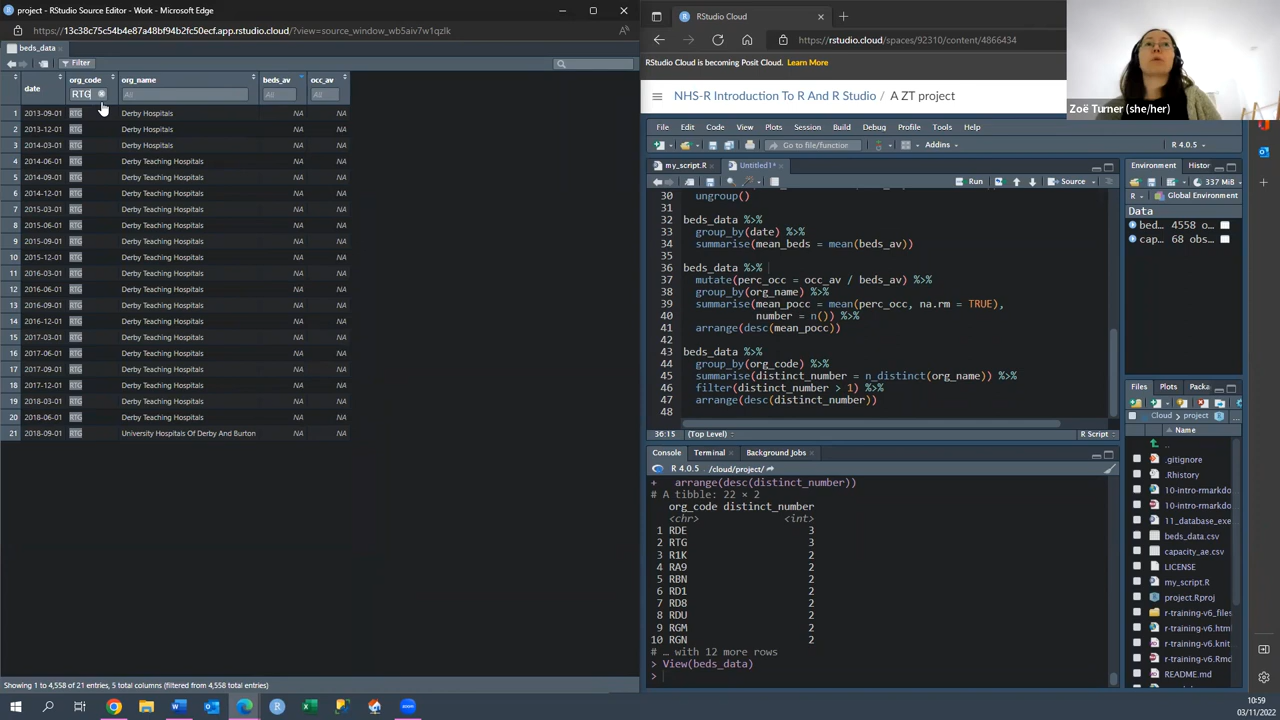 project - RStudio Source Editor - Work - Microsoft Edge
https://13c38c75c54b4e87a48bf94b2fc50ecf.app.rstudio.cloud/?view=source_window_wb5aiv7w1qzlk
beds_data
Filter
date org_code org_name beds_av occ_av
RTG All All All
1 2013-09-01 RTG Derby Hospitals NA NA
2 2013-12-01 RTG Derby Hospitals NA NA
3 2014-03-01 RTG Derby Hospitals NA NA
4 2014-06-01 RTG Derby Teaching Hospitals NA NA
5 2014-09-01 RTG Derby Teaching Hospitals NA NA
6 2014-12-01 RTG Derby Teaching Hospitals NA NA
7 2015-03-01 RTG Derby Teaching Hospitals NA NA
8 2015-06-01 RTG Derby Teaching Hospitals NA NA
9 2015-09-01 RTG Derby Teaching Hospitals NA NA
10 2015-12-01 RTG Derby Teaching Hospitals NA NA
11 2016-03-01 RTG Derby Teaching Hospitals NA NA
12 2016-06-01 RTG Derby Teaching Hospitals NA NA
13 2016-09-01 RTG Derby Teaching Hospitals NA NA
14 2016-12-01 RTG Derby Teaching Hospitals NA NA
15 2017-03-01 RTG Derby Teaching Hospitals NA NA
16 2017-06-01 RTG Derby Teaching Hospitals NA NA
17 2017-09-01 RTG Derby Teaching Hospitals NA NA
18 2017-12-01 RTG Derby Teaching Hospitals NA NA
19 2018-03-01 RTG Derby Teaching Hospitals NA NA
20 2018-06-01 RTG Derby Teaching Hospitals NA NA
21 2018-09-01 RTG University Hospitals Of Derby And Burton NA NA
Showing 1 to 4,558 of 21 entries, 5 total columns (filtered from 4,558 total entries)
RStudio Cloud
https://rstudio.cloud/spaces/92310/content/4866434
RStudio Cloud is becoming Posit Cloud. Learn More
NHS-R Introduction To R And R Studio / A ZT project
Zoë Turner (she/her)
File Edit Code View Plots Session Build Debug Profile Tools Help
Go to file/function Addins R 4.0.5
my_script.R Untitled1*
Run Source
30 ungroup()
31
32 beds_data %>%
33 group_by(date) %>%
34 summarise(mean_beds = mean(beds_av))
35
36 beds_data %>%
37 mutate(perc_occ = occ_av / beds_av) %>%
38 group_by(org_name) %>%
39 summarise(mean_pocc = mean(perc_occ, na.rm = TRUE),
40 number = n()) %>%
41 arrange(desc(mean_pocc))
42
43 beds_data %>%
44 group_by(org_code) %>%
45 summarise(distinct_number = n_distinct(org_name)) %>%
46 filter(distinct_number > 1) %>%
47 arrange(desc(distinct_number))
48
36:15 (Top Level) R Script
Console Terminal Background Jobs
R 4.0.5 . /cloud/project/
+ arrange(desc(distinct_number))
# A tibble: 22 × 2
org_code distinct_number
<chr> <int>
1 RDE 3
2 RTG 3
3 R1K 2
4 RA9 2
5 RBN 2
6 RD1 2
7 RD8 2
8 RDU 2
9 RGM 2
10 RGN 2
# … with 12 more rows
> View(beds_data)
>
Environment Histor
337 MiB
R Global Environment
Data
bed… 4558 o…
cap… 68 obs…
Files Plots Packa
Cloud project
Name
..
.gitignore
.Rhistory
10-intro-rmarkdo
10-intro-rmarkdo
11_database_exe
beds_data.csv
capacity_ae.csv
LICENSE
my_script.R
project.Rproj
r-training-v6_files
r-training-v6.html
r-training-v6.knit
r-training-v6.Rmd
README.md
10:59
03/11/2022